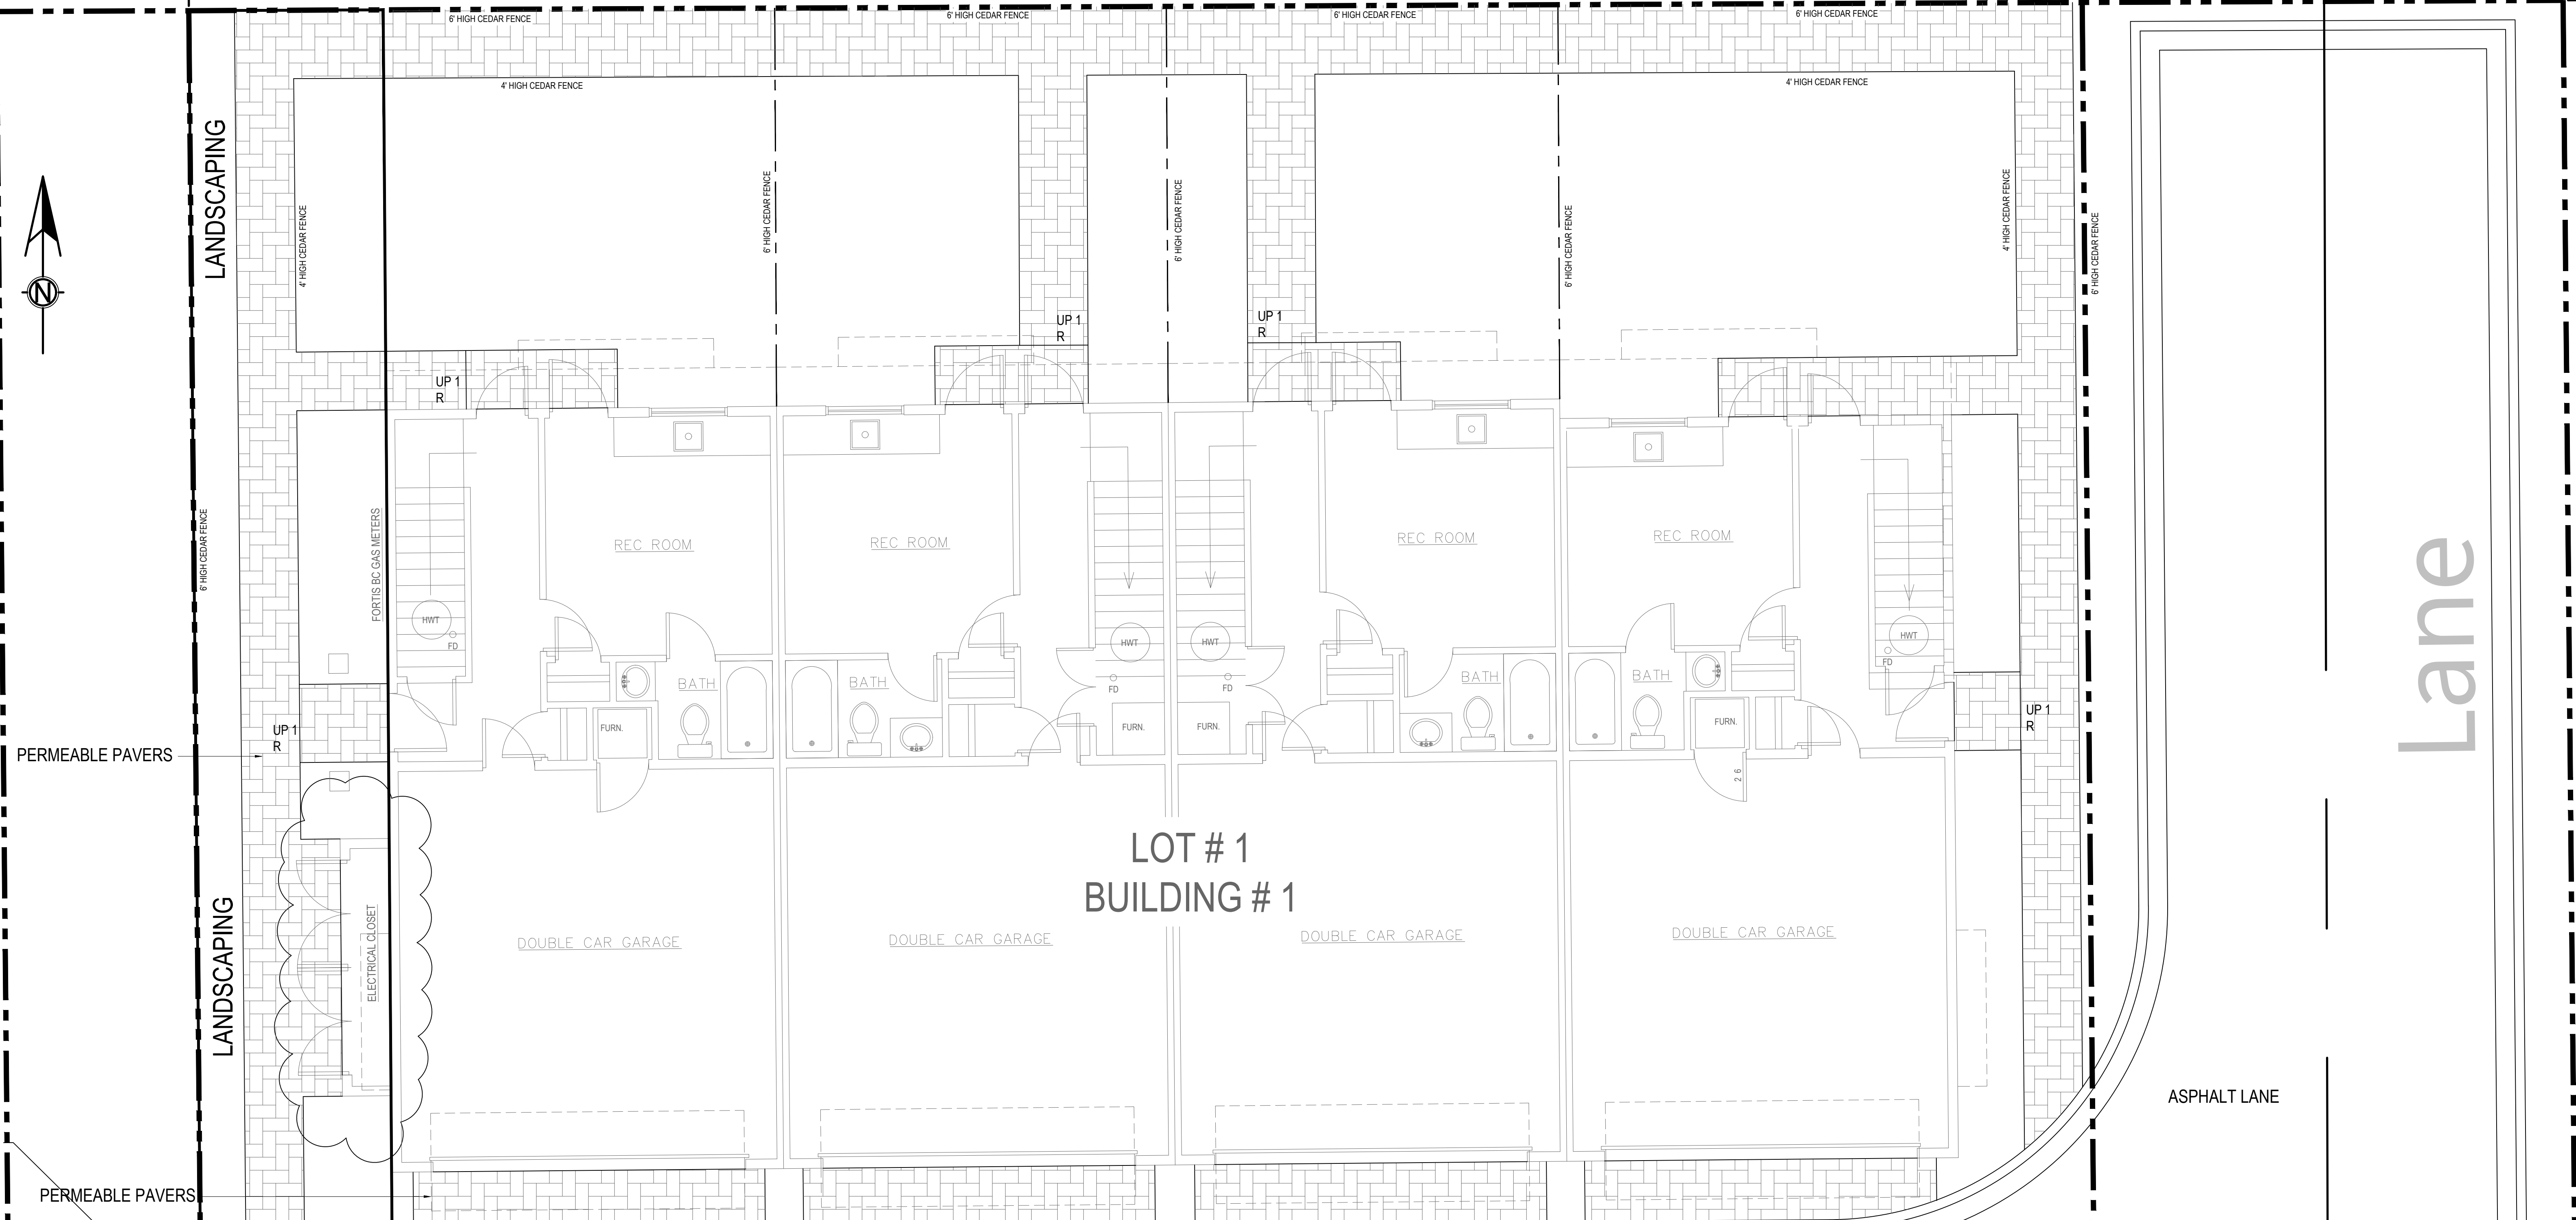 6' HIGH CEDAR FENCE
6' HIGH CEDAR FENCE
6' HIGH CEDAR FENCE
6' HIGH CEDAR FENCE
4' HIGH CEDAR FENCE
4' HIGH CEDAR FENCE
LANDSCAPING
4' HIGH CEDAR FENCE
6' HIGH CEDAR FENCE
6' HIGH CEDAR FENCE
6' HIGH CEDAR FENCE
4' HIGH CEDAR FENCE
6' HIGH CEDAR FENCE
N
UP 1
R
UP 1
R
UP 1
R
6' HIGH CEDAR FENCE
FORTIS BC GAS METERS
REC ROOM
REC ROOM
REC ROOM
REC ROOM
Lane
HWT
FD
HWT
FD
HWT
FD
HWT
FD
BATH
BATH
BATH
BATH
FURN.
FURN.
FURN.
FURN.
UP 1
R
UP 1
R
PERMEABLE PAVERS
2 6
LOT # 1
BUILDING # 1
LANDSCAPING
ELECTRICAL CLOSET
DOUBLE CAR GARAGE
DOUBLE CAR GARAGE
DOUBLE CAR GARAGE
DOUBLE CAR GARAGE
ASPHALT LANE
PERMEABLE PAVERS